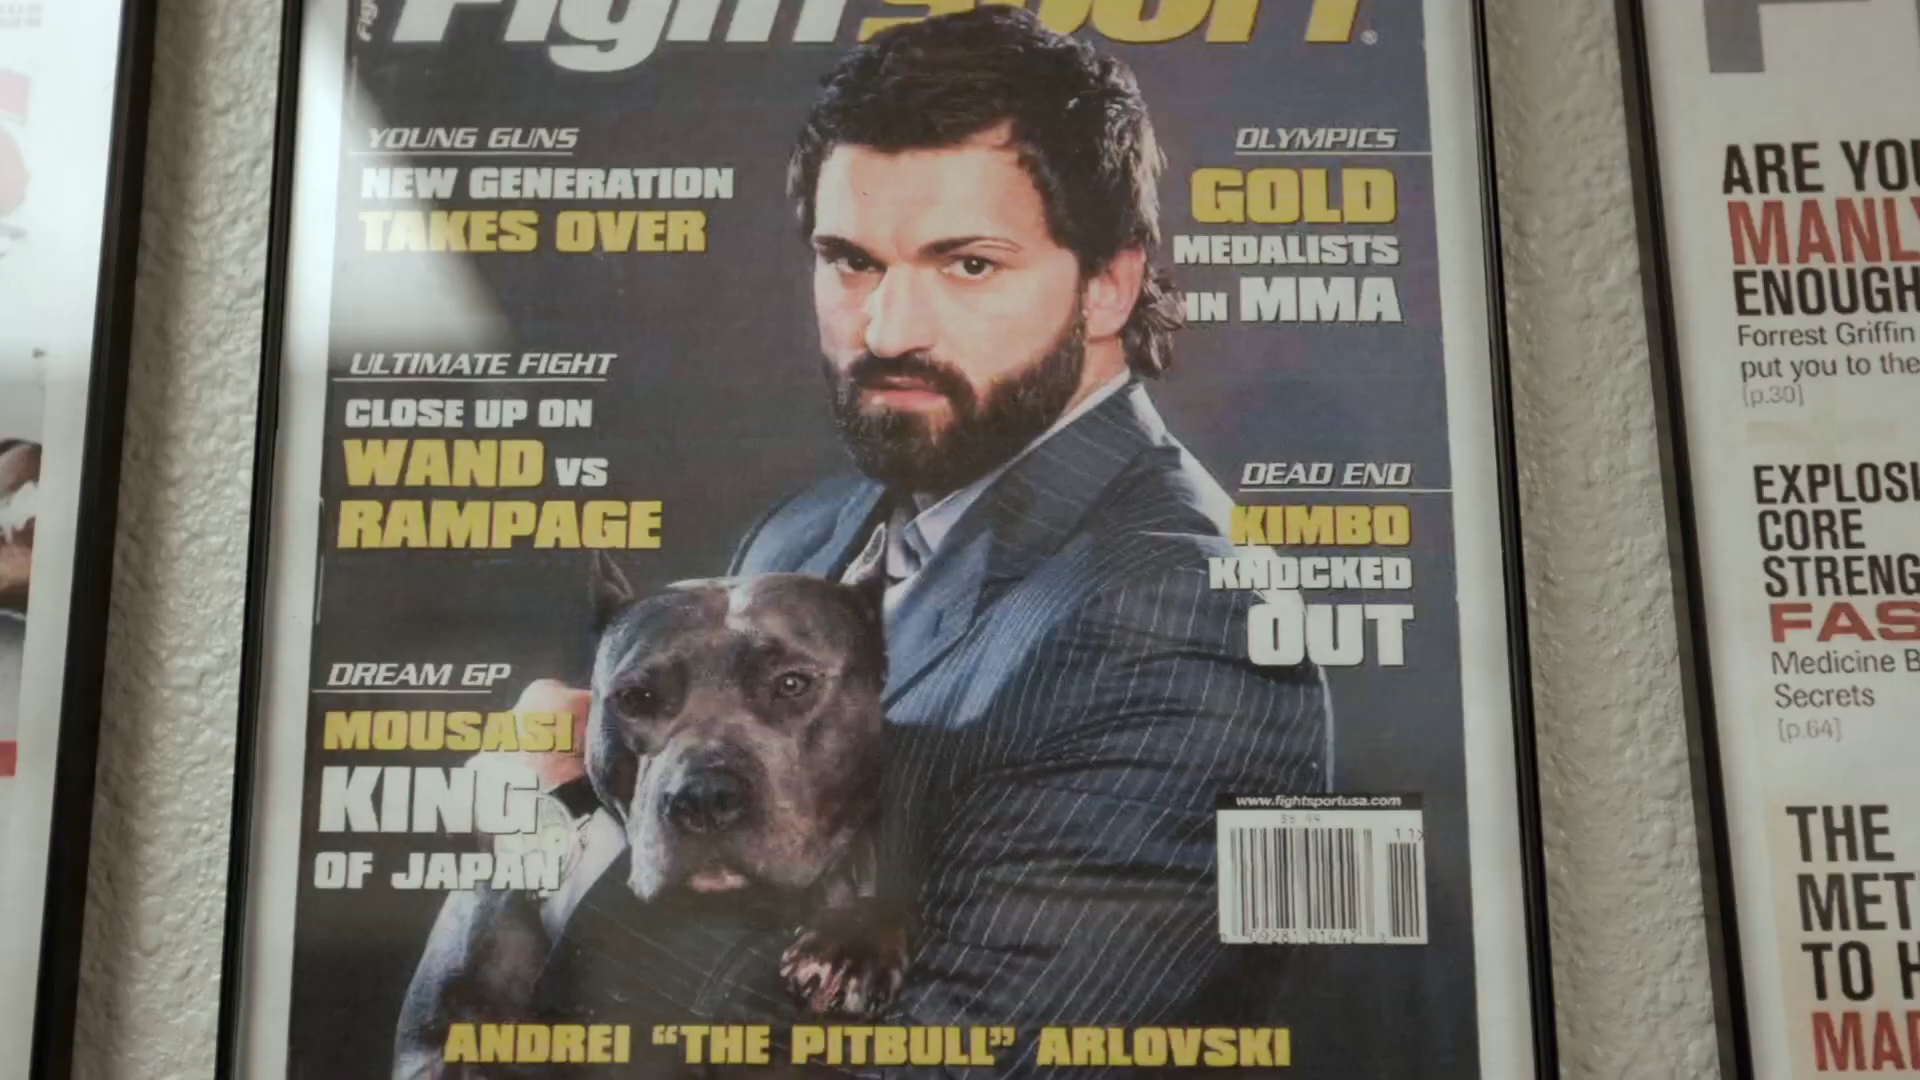 FightSport
YOUNG GUNS
NEW GENERATION
TAKES OVER
ULTIMATE FIGHT
CLOSE UP ON
WAND VS
RAMPAGE
DREAM GP
MOUSASI
KING
OF JAPAN
OLYMPICS
GOLD
MEDALISTS
IN MMA
DEAD END
KIMBO
KNOCKED
OUT
www.fightsportusa.com
ANDREI “THE PITBULL” ARLOVSKI
ARE YOU
MANLY
ENOUGH
Forrest Griffin
put you to the
[p.30]
EXPLOSI
CORE
STRENG
FAS
Medicine B
Secrets
[p.64]
THE
MET
TO H
MA